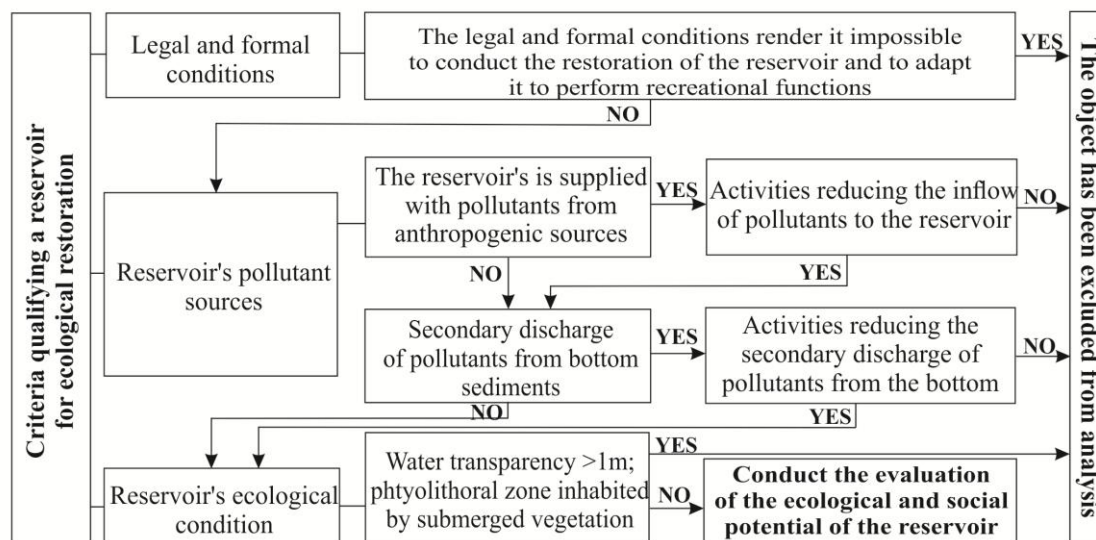 Criteria qualifying a reservoir
for ecological restoration
Legal and formal
conditions
The legal and formal conditions render it impossible
to conduct the restoration of the reservoir and to adapt
it to perform recreational functions
YES
NO
Reservoir's pollutant
sources
The reservoir's is supplied
with pollutants from
anthropogenic sources
YES
Activities reducing the inflow
of pollutants to the reservoir
NO
NO
YES
Secondary discharge
of pollutants from bottom
sediments
YES
Activities reducing the
secondary discharge of
pollutants from the bottom
NO
NO
YES
Reservoir's ecological
condition
Water transparency >1m;
phtyolithoral zone inhabited
by submerged vegetation
YES
NO
Conduct the evaluation
of the ecological and social
potential of the reservoir
The object has been excluded from analysis